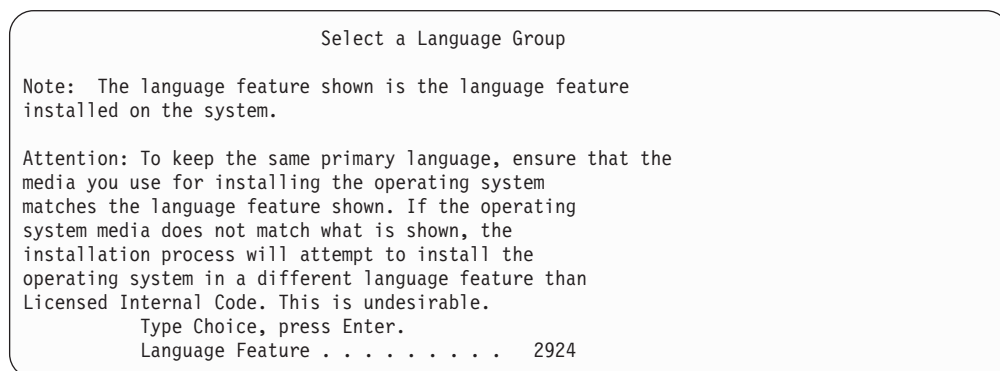 Select a Language Group
Note: The language feature shown is the language feature
installed on the system.
Attention: To keep the same primary language, ensure that the
media you use for installing the operating system
matches the language feature shown. If the operating
system media does not match what is shown, the
installation process will attempt to install the
operating system in a different language feature than
Licensed Internal Code. This is undesirable.
Type Choice, press Enter.
Language Feature . . . . . . . . . 2924